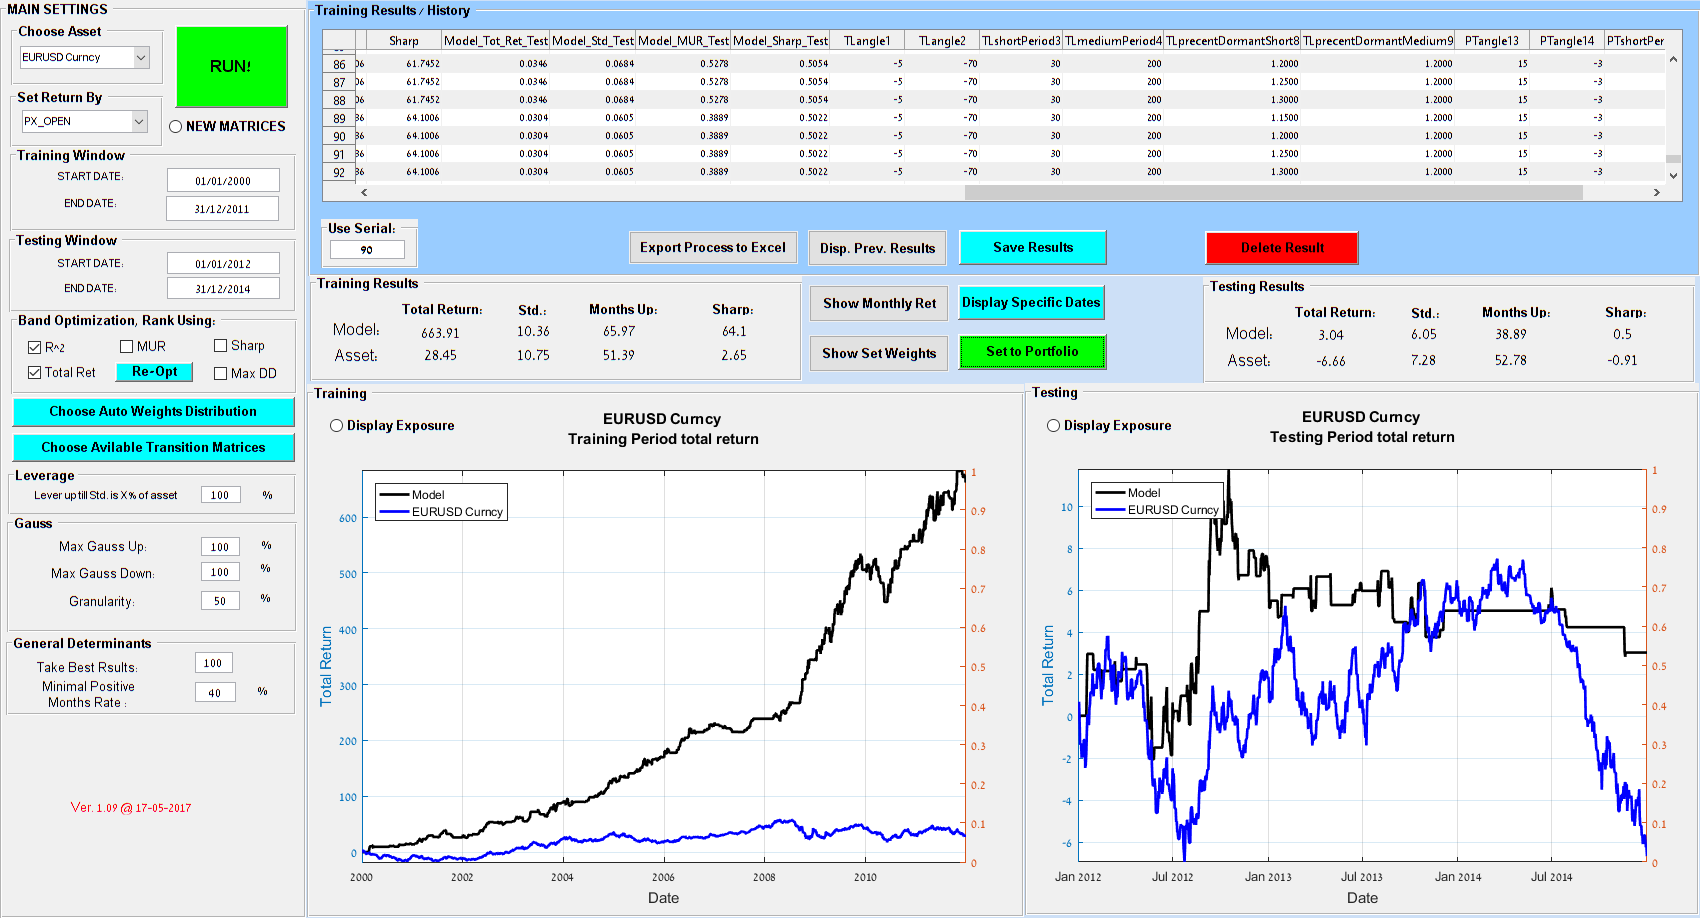 MAIN SETTINGS
Choose Asset
EURUSD Curncy
RUN!
Set Return By
PX_OPEN
NEW MATRICES
Training Window
START DATE:
01/01/2000
END DATE:
31/12/2011
Testing Window
START DATE:
01/01/2012
END DATE:
31/12/2014
Band Optimization, Rank Using:
R^2
MUR
Sharp
Total Ret
Re-Opt
Max DD
Choose Auto Weights Distribution
Choose Avilable Transition Matrices
Leverage
Lever up till Std. is X% of asset
100
%
Gauss
Max Gauss Up:
100
%
Max Gauss Down:
100
%
Granularity:
50
%
General Determinants
Take Best Rsults:
100
Minimal Positive
Months Rate :
40
%
Ver. 1.09 @ 17-05-2017
Training Results / History
Sharp Model_Tot_Ret_Test Model_Std_Test Model_MUR_Test Model_Sharp_Test TLangle1 TLangle2 TLshortPeriod3 TLmediumPeriod4 TLprecentDormantShort8 TLprecentDormantMedium9 PTangle13 PTangle14 PTshortPer
86 61.7452 0.0346 0.0684 0.5278 0.5054 -5 -70 30 200 1.2000 1.2000 15 -3
87 61.7452 0.0346 0.0684 0.5278 0.5054 -5 -70 30 200 1.2500 1.2000 15 -3
88 61.7452 0.0346 0.0684 0.5278 0.5054 -5 -70 30 200 1.3000 1.2000 15 -3
89 64.1006 0.0304 0.0605 0.3889 0.5022 -5 -70 30 200 1.1500 1.2000 15 -3
90 64.1006 0.0304 0.0605 0.3889 0.5022 -5 -70 30 200 1.2000 1.2000 15 -3
91 64.1006 0.0304 0.0605 0.3889 0.5022 -5 -70 30 200 1.2500 1.2000 15 -3
92 64.1006 0.0304 0.0605 0.3889 0.5022 -5 -70 30 200 1.3000 1.2000 15 -3
Use Serial:
90
Export Process to Excel
Disp. Prev. Results
Save Results
Delete Result
Training Results
Total Return: Std.: Months Up: Sharp:
Model: 663.91 10.36 65.97 64.1
Asset: 28.45 10.75 51.39 2.65
Show Monthly Ret
Display Specific Dates
Show Set Weights
Set to Portfolio
Testing Results
Total Return: Std.: Months Up: Sharp:
Model: 3.04 6.05 38.89 0.5
Asset: -6.66 7.28 52.78 -0.91
Training
Display Exposure
EURUSD Curncy
Training Period total return
Model
EURUSD Curncy
600
500
400
300
200
100
0
Total Return
1
0.9
0.8
0.7
0.6
0.5
0.4
0.3
0.2
0.1
0
2000 2002 2004 2006 2008 2010
Date
Testing
Display Exposure
EURUSD Curncy
Testing Period total return
Model
EURUSD Curncy
10
8
6
4
2
0
-2
-4
-6
Total Return
1
0.9
0.8
0.7
0.6
0.5
0.4
0.3
0.2
0.1
0
Jan 2012 Jul 2012 Jan 2013 Jul 2013 Jan 2014 Jul 2014
Date